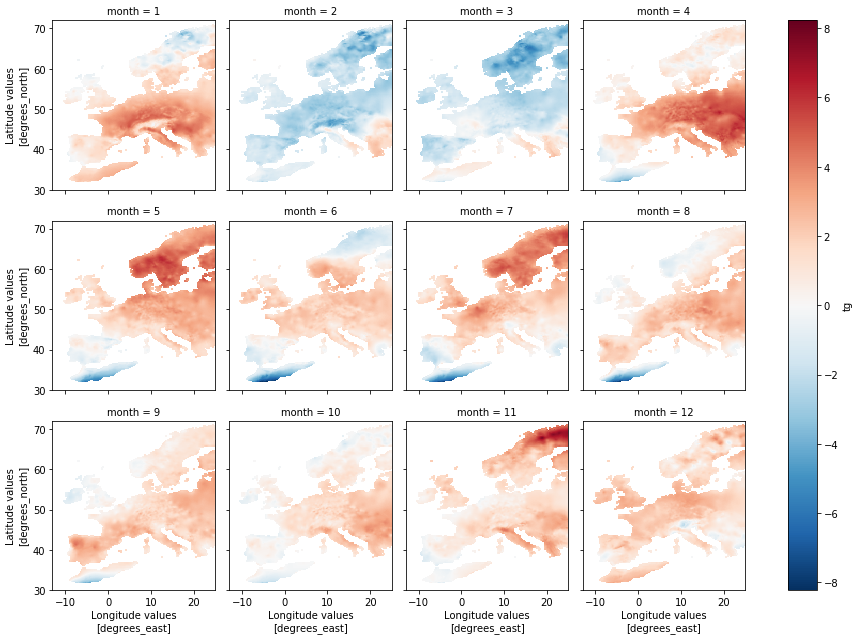 month = 1
month = 2
month = 3
month = 4
70
60
50
40
30
Latitude values
[degrees_north]
month = 5
month = 6
month = 7
month = 8
70
60
50
40
30
Latitude values
[degrees_north]
month = 9
month = 10
month = 11
month = 12
70
60
50
40
30
Latitude values
[degrees_north]
−10 0 10 20
−10 0 10 20
−10 0 10 20
−10 0 10 20
Longitude values
[degrees_east]
Longitude values
[degrees_east]
Longitude values
[degrees_east]
Longitude values
[degrees_east]
8
6
4
2
0
−2
−4
−6
−8
tg